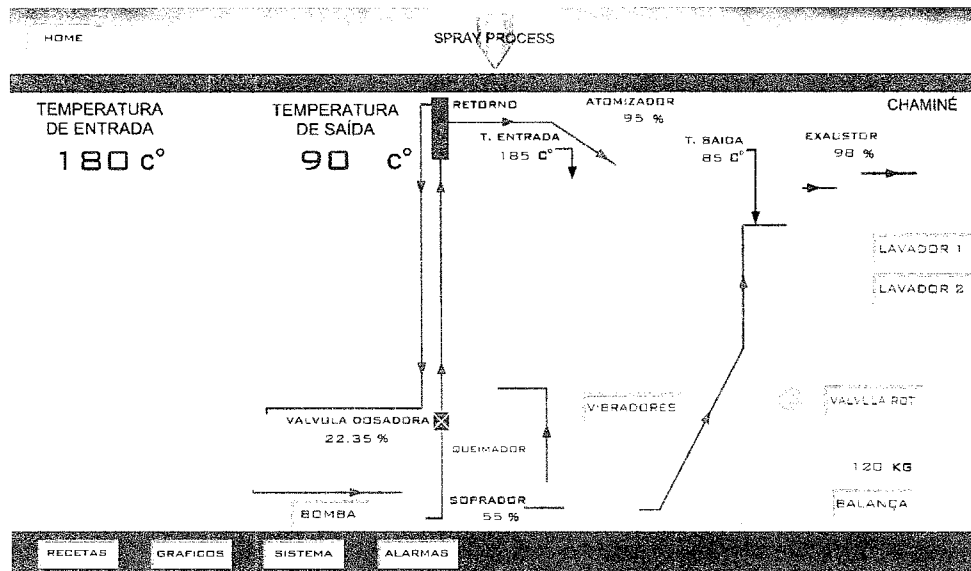 HOME
SPRAY PROCESS
TEMPERATURA
DE ENTRADA
180 C°
TEMPERATURA
DE SAÍDA
90 C°
RETORNO
ATOMIZADOR
95 %
T. ENTRADA
185 C°
T. SAIDA
85 C°
CHAMINÉ
EXAUSTOR
98 %
LAVADOR 1
LAVADOR 2
VALVULA DOSADORA
22.35 %
QUEIMADOR
VIBRADORES
VALVULA ROT
120 KG
BALANÇA
BOMBA
SOPRADOR
55 %
RECETAS
GRAFICOS
SISTEMA
ALARMAS